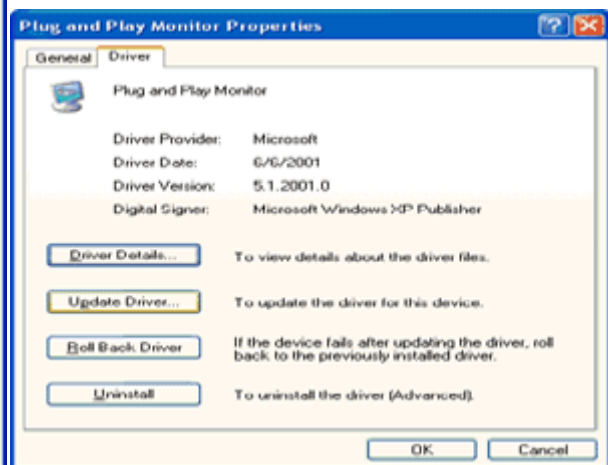 Plug and Play Monitor Properties
General Driver
Plug and Play Monitor
Driver Provider: Microsoft
Driver Date: 6/6/2001
Driver Version: 5.1.2001.0
Digital Signer: Microsoft Windows XP Publisher
Driver Details... To view details about the driver files.
Update Driver... To update the driver for this device.
Roll Back Driver If the device fails after updating the driver, roll
back to the previously installed driver.
Uninstall To uninstall the driver (Advanced).
OK Cancel